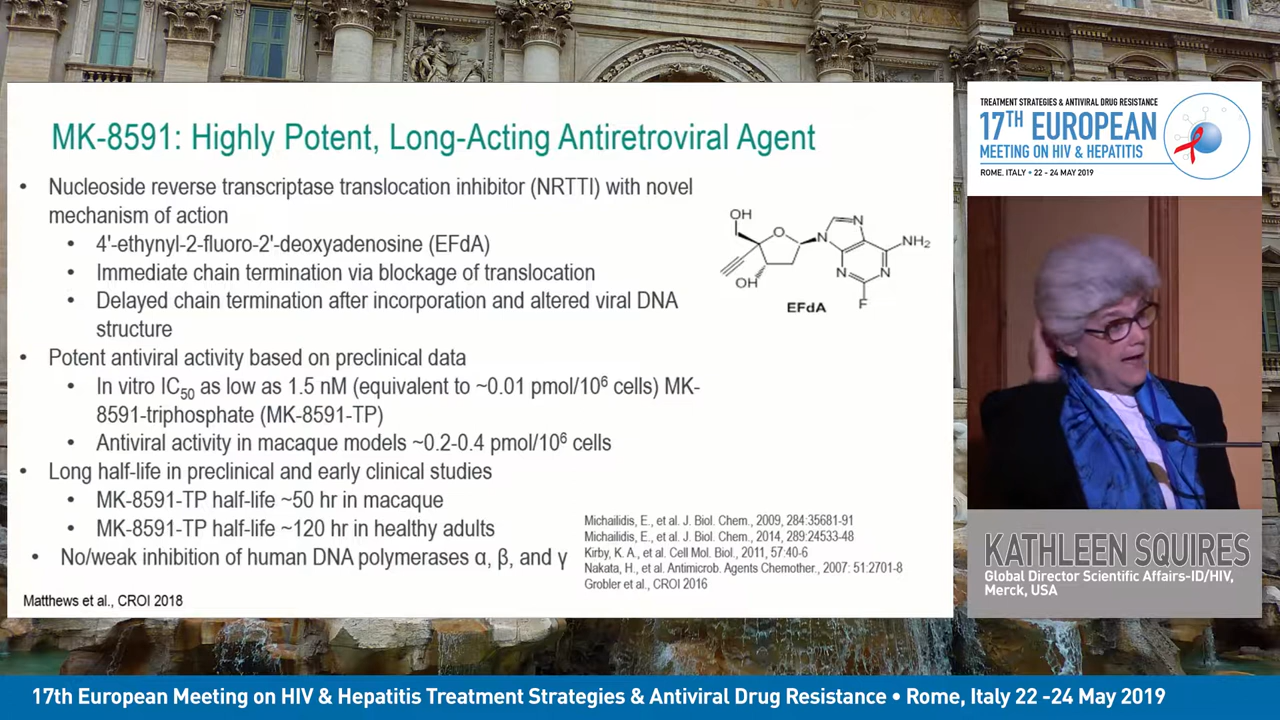 MK-8591: Highly Potent, Long-Acting Antiretroviral Agent
• Nucleoside reverse transcriptase translocation inhibitor (NRTTI) with novel
mechanism of action
• 4'-ethynyl-2-fluoro-2'-deoxyadenosine (EFdA)
• Immediate chain termination via blockage of translocation
• Delayed chain termination after incorporation and altered viral DNA
structure
• Potent antiviral activity based on preclinical data
• In vitro IC50 as low as 1.5 nM (equivalent to ~0.01 pmol/10⁶ cells) MK-
8591-triphosphate (MK-8591-TP)
• Antiviral activity in macaque models ~0.2-0.4 pmol/10⁶ cells
• Long half-life in preclinical and early clinical studies
• MK-8591-TP half-life ~50 hr in macaque
• MK-8591-TP half-life ~120 hr in healthy adults
• No/weak inhibition of human DNA polymerases α, β, and γ
Matthews et al., CROI 2018
OH
O
N
N
NH₂
N
N
OH
F
EFdA
Michailidis, E., et al. J. Biol. Chem., 2009, 284:35681-91
Michailidis, E., et al. J. Biol. Chem., 2014, 289:24533-48
Kirby, K. A., et al. Cell Mol. Biol., 2011, 57:40-6
Nakata, H., et al. Antimicrob. Agents Chemother., 2007: 51:2701-8
Grobler et al., CROI 2016
TREATMENT STRATEGIES & ANTIVIRAL DRUG RESISTANCE
17TH EUROPEAN
MEETING ON HIV & HEPATITIS
ROME, ITALY • 22 - 24 MAY 2019
KATHLEEN SQUIRES
Global Director Scientific Affairs-ID/HIV,
Merck, USA
17th European Meeting on HIV & Hepatitis Treatment Strategies & Antiviral Drug Resistance • Rome, Italy 22 -24 May 2019